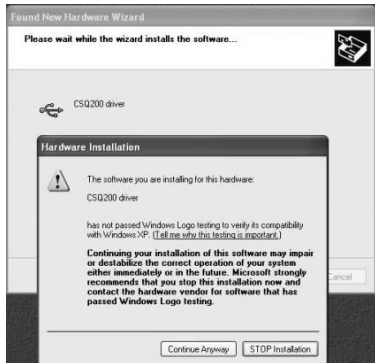 Found New Hardware Wizard
Please wait while the wizard installs the software...
CSQ200 driver
Hardware Installation
The software you are installing for this hardware:
CSQ200 driver
has not passed Windows Logo testing to verify its compatibility
with Windows XP. (Tell me why this testing is important.)
Continuing your installation of this software may impair
or destabilize the correct operation of your system
either immediately or in the future. Microsoft strongly
recommends that you stop this installation now and
contact the hardware vendor for software that has
passed Windows Logo testing.
Cancel
Continue Anyway
STOP Installation